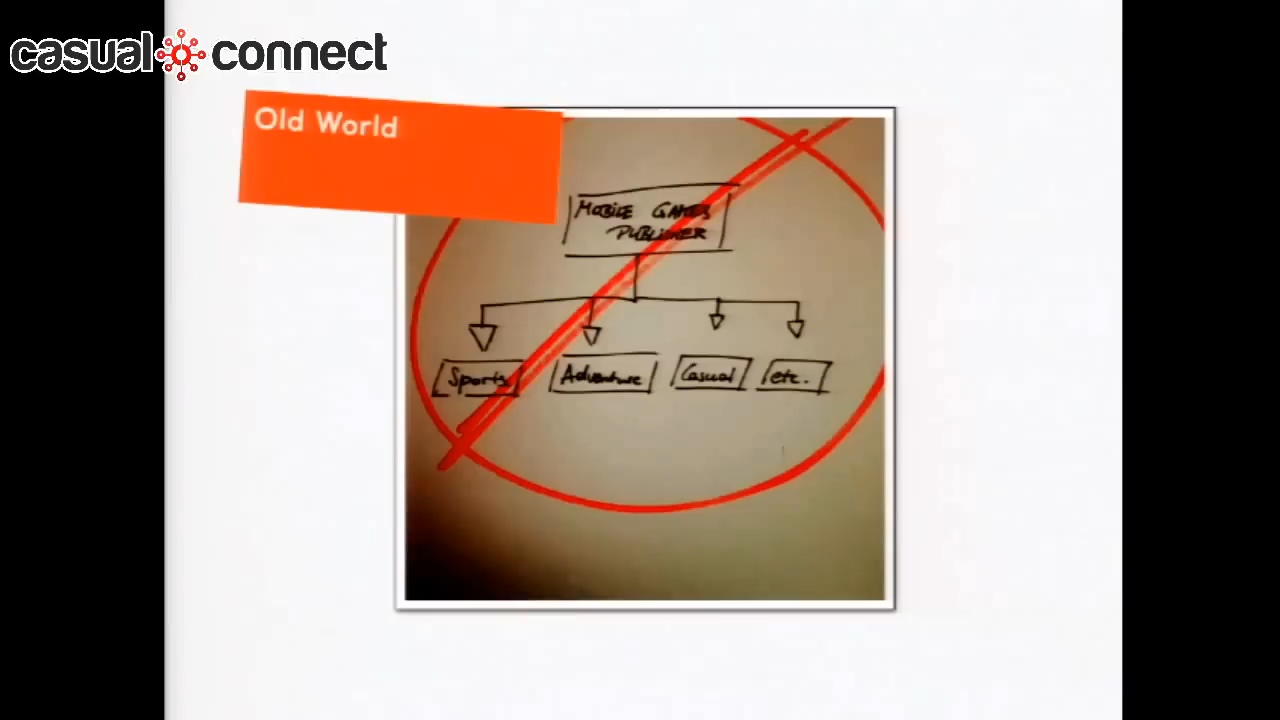 casual connect
Old World
MOBILE GAMES
PUBLISHER
Sports
Adventure
Casual
etc.